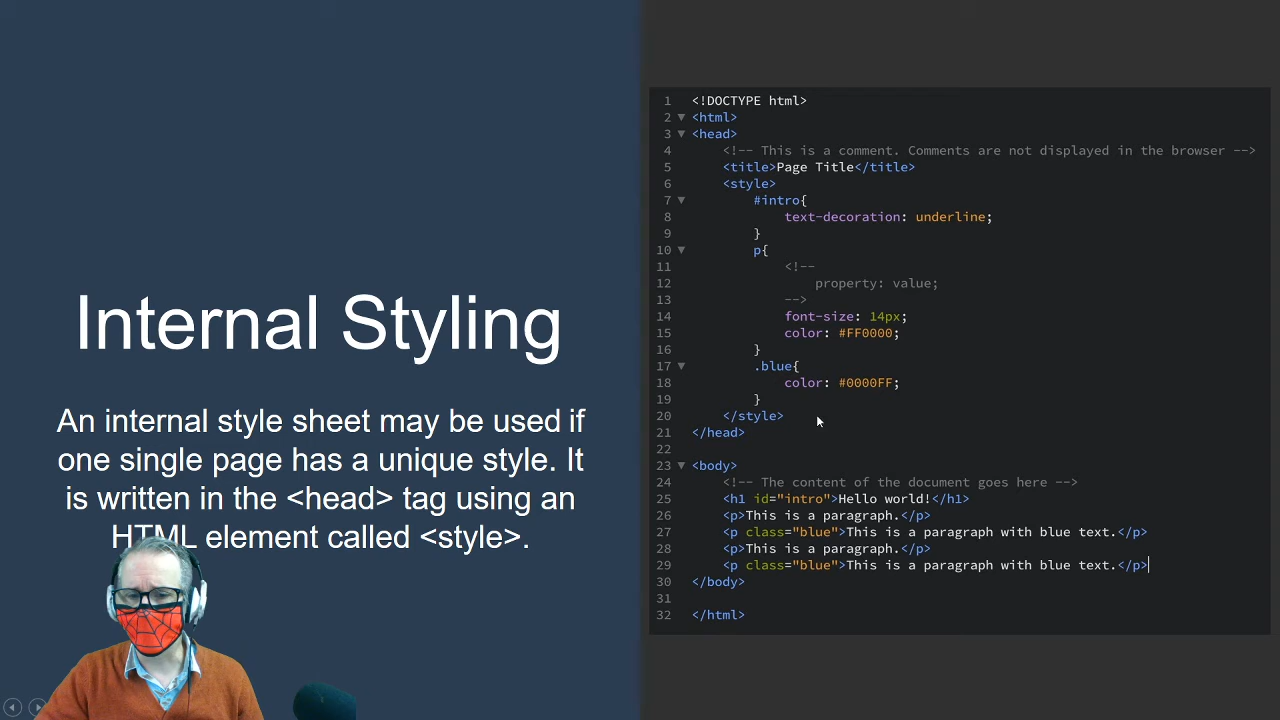 Internal Styling
An internal style sheet may be used if
one single page has a unique style. It
is written in the <head> tag using an
HTML element called <style>.
1 <!DOCTYPE html>
2 <html>
3 <head>
4 <!-- This is a comment. Comments are not displayed in the browser -->
5 <title>Page Title</title>
6 <style>
7 #intro{
8 text-decoration: underline;
9 }
10 p{
11 <!--
12 property: value;
13 -->
14 font-size: 14px;
15 color: #FF0000;
16 }
17 .blue{
18 color: #0000FF;
19 }
20 </style>
21 </head>
22
23 <body>
24 <!-- The content of the document goes here -->
25 <h1 id="intro">Hello world!</h1>
26 <p>This is a paragraph.</p>
27 <p class="blue">This is a paragraph with blue text.</p>
28 <p>This is a paragraph.</p>
29 <p class="blue">This is a paragraph with blue text.</p>
30 </body>
31
32 </html>